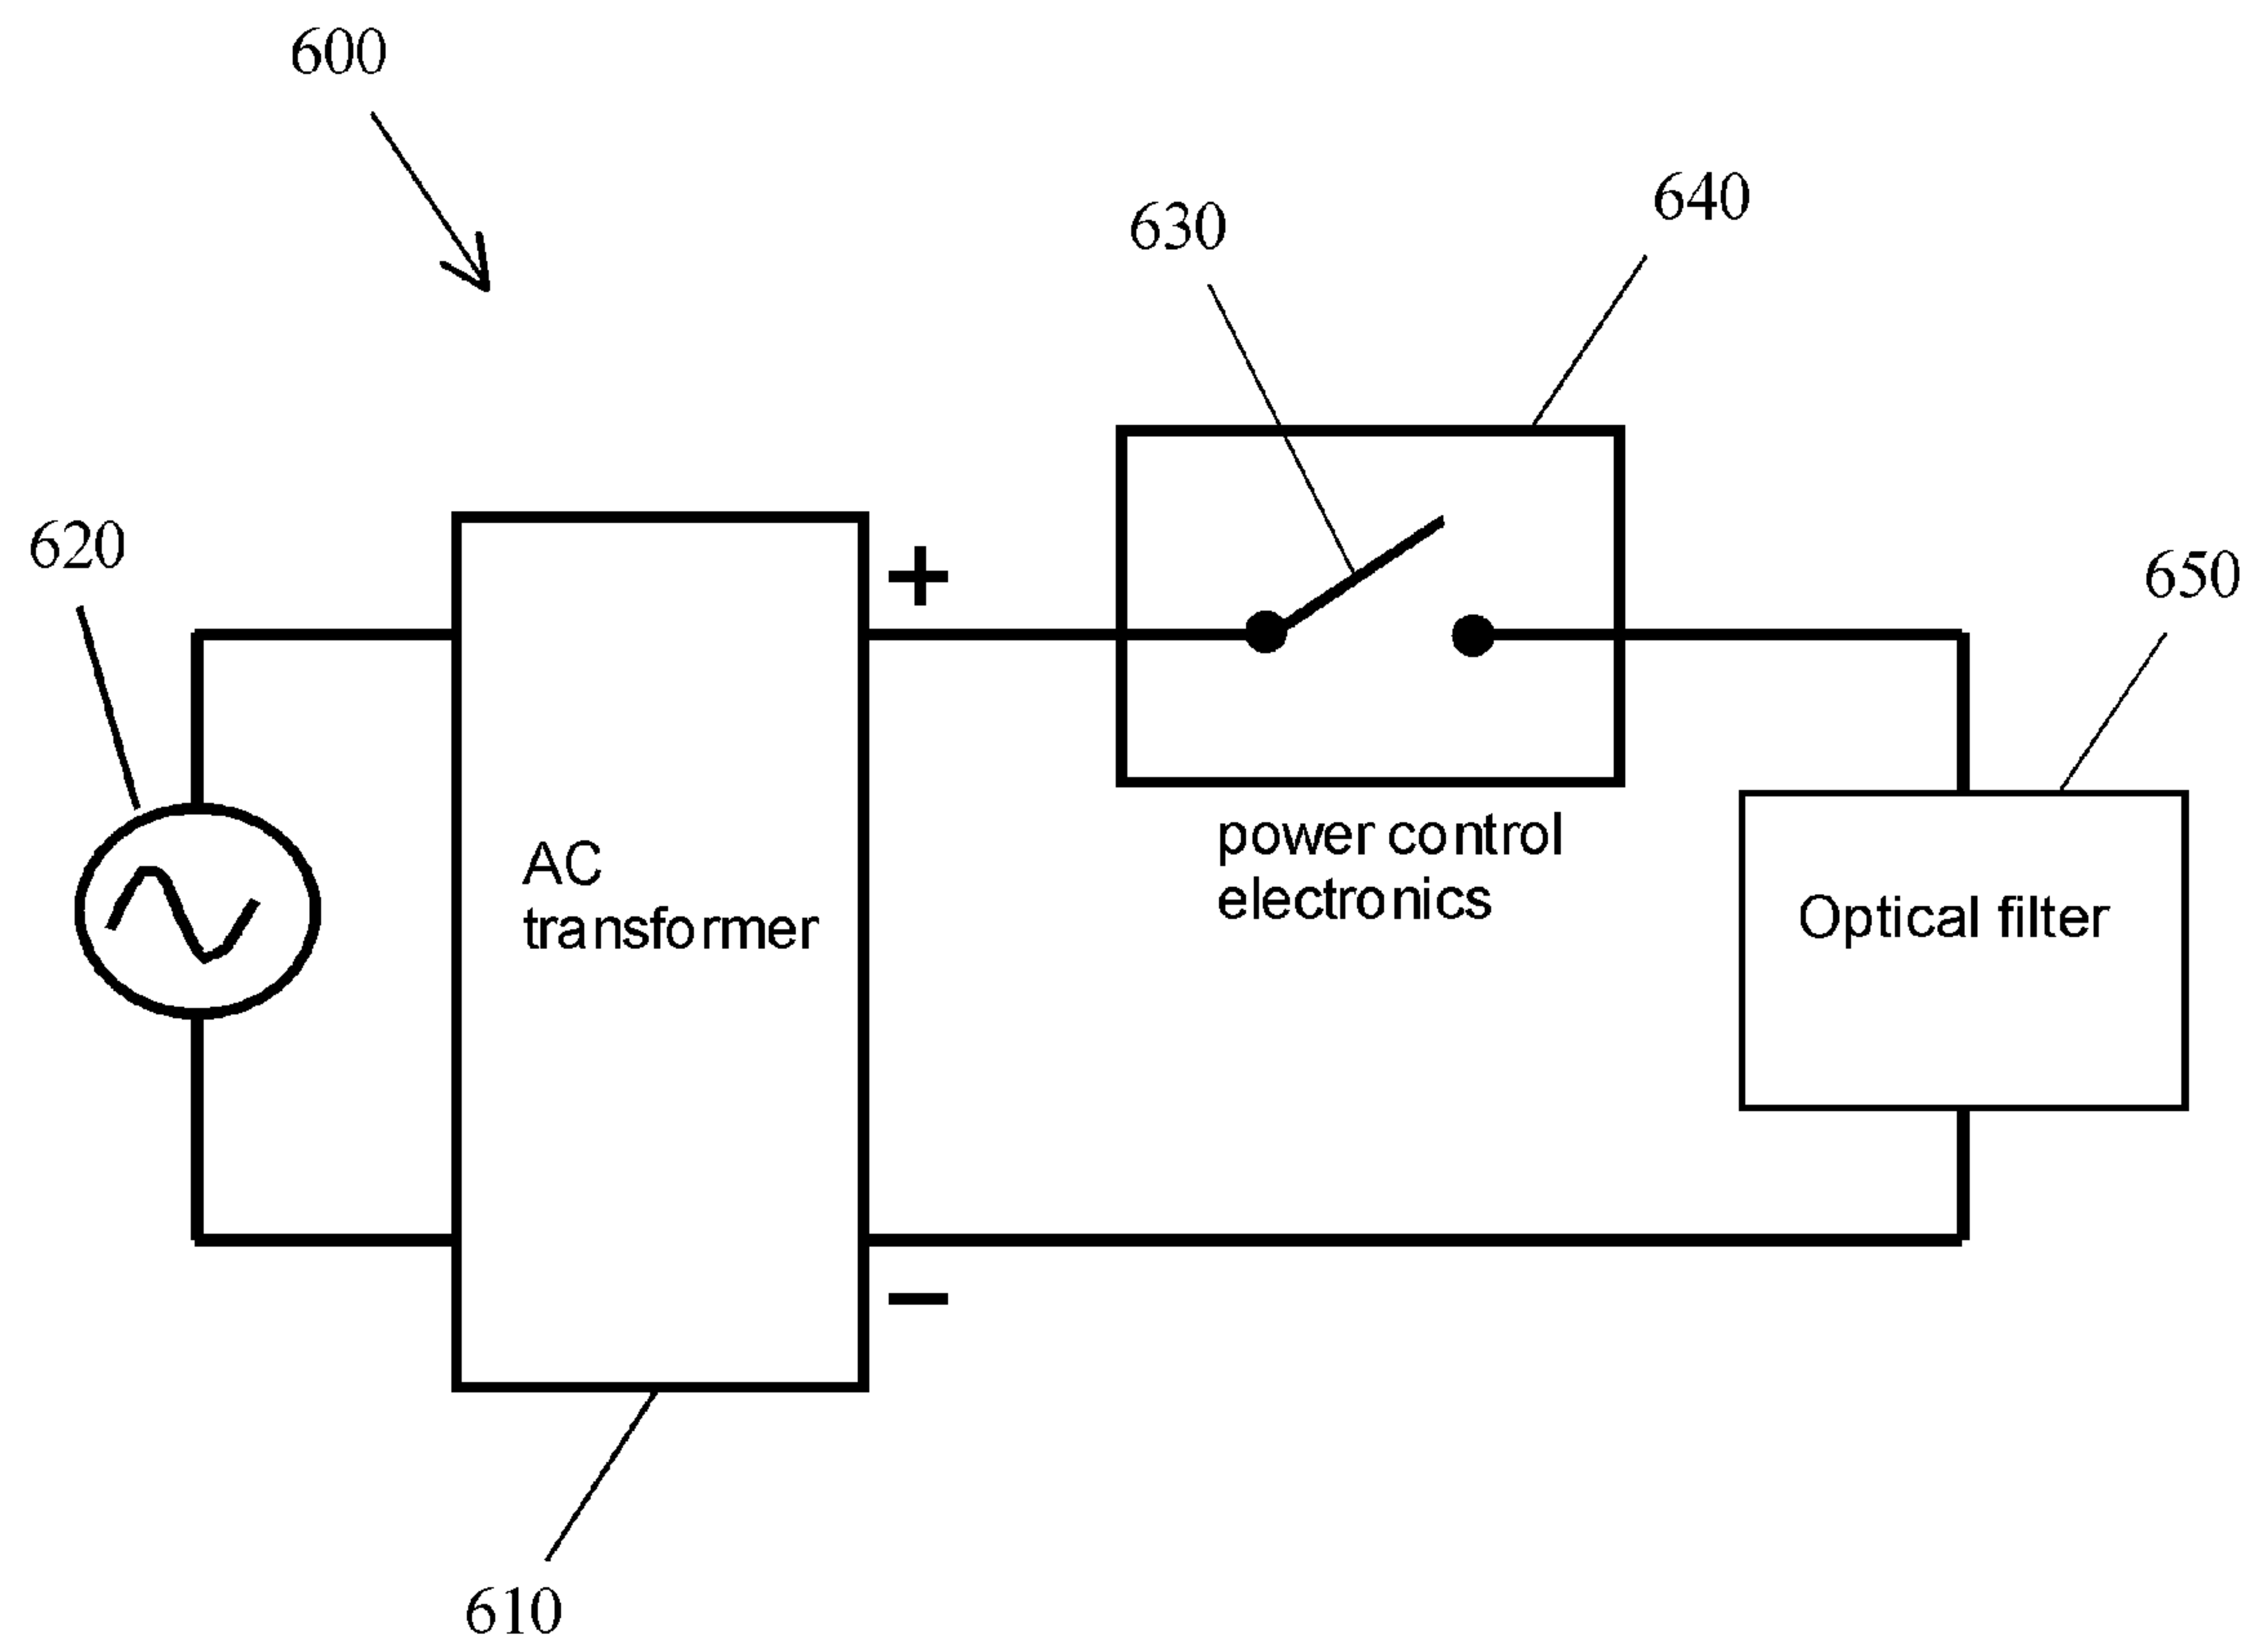 600
630
640
620
+
650
power control
electronics
AC
transformer
Optical filter
−
610